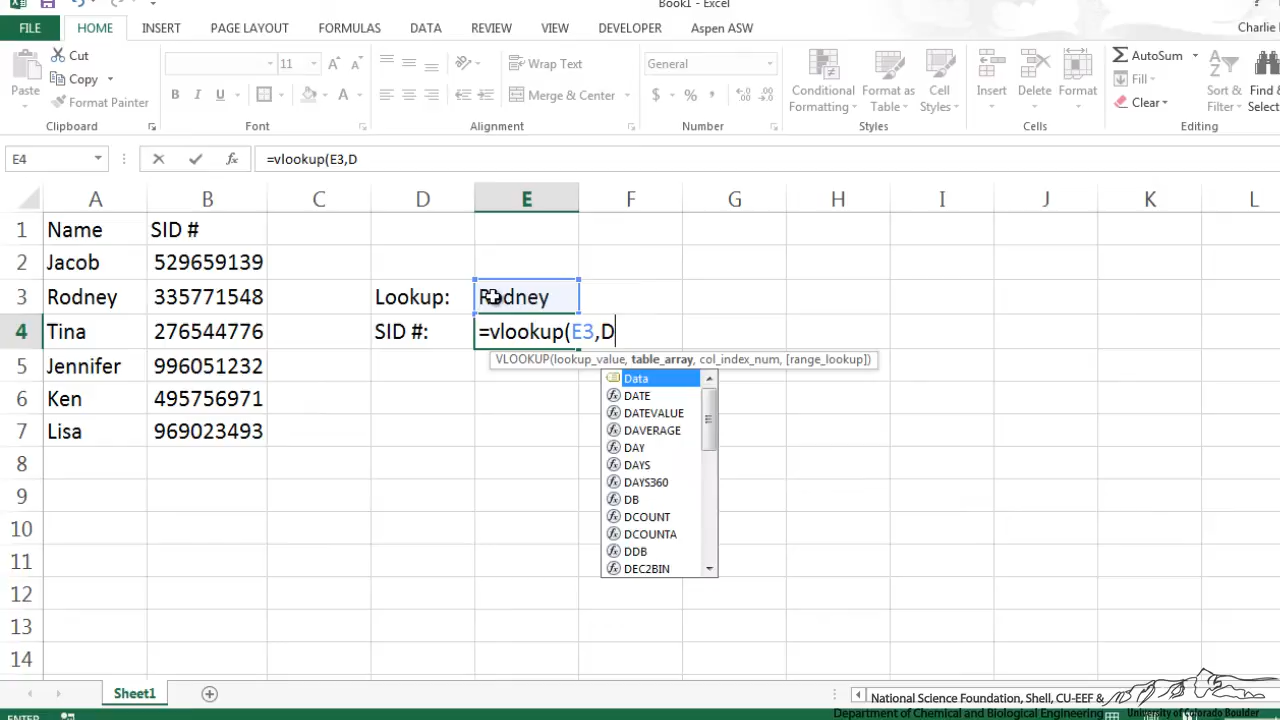 Book1 - Excel
FILE HOME INSERT PAGE LAYOUT FORMULAS DATA REVIEW VIEW DEVELOPER Aspen ASW Charlie
Paste
Cut
Copy
Format Painter
Clipboard
11 A A
B I U A
Font
Wrap Text
Merge & Center
Alignment
General
$ % ,
Number
Conditional Formatting
Format as Table
Cell Styles
Styles
Insert
Delete
Format
Cells
AutoSum
Fill
Clear
Sort & Filter
Find & Select
Editing
E4 fx =vlookup(E3,D
A B C D E F G H I J K L
1 Name SID #
2 Jacob 529659139
3 Rodney 335771548 Lookup: Rodney
4 Tina 276544776 SID #: =vlookup(E3,D
VLOOKUP(lookup_value, table_array, col_index_num, [range_lookup])
5 Jennifer 996051232
6 Ken 495756971
7 Lisa 969023493
8
9
10
11
12
13
14
Data
DATE
DATEVALUE
DAVERAGE
DAY
DAYS
DAYS360
DB
DCOUNT
DCOUNTA
DDB
DEC2BIN
Sheet1
National Science Foundation, Shell, CU-EEF &
Department of Chemical and Biological Engineering University of Colorado Boulder
ENTER